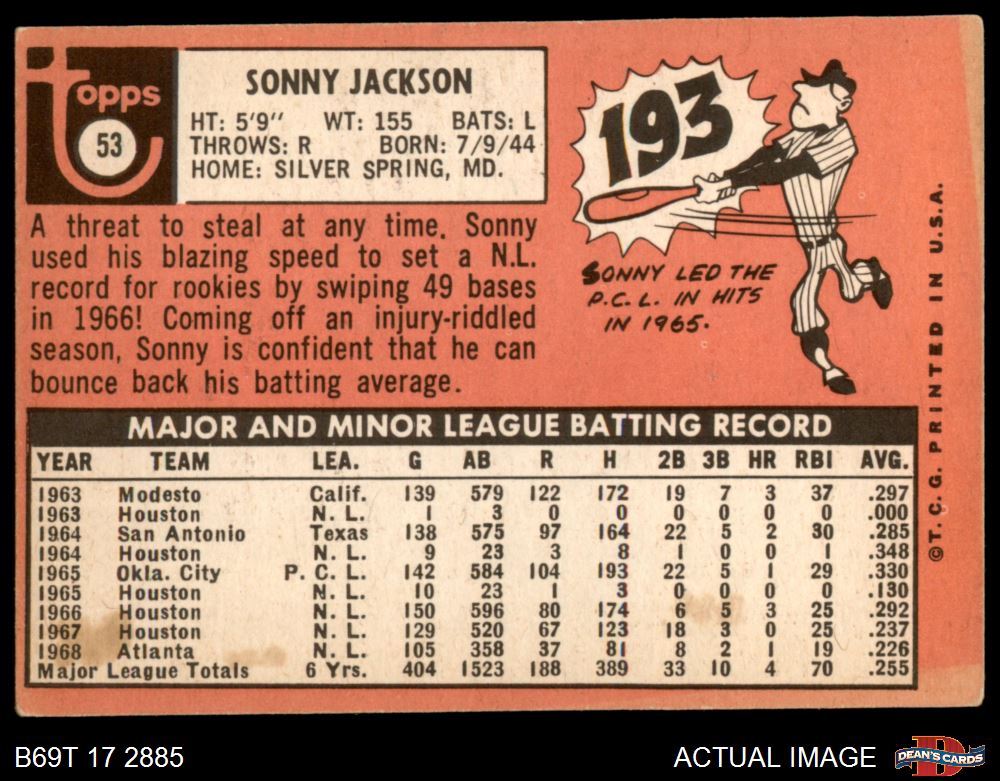 Topps
53
SONNY JACKSON
HT: 5'9" WT: 155 BATS: L
THROWS: R BORN: 7/9/44
HOME: SILVER SPRING, MD.
A threat to steal at any time. Sonny
used his blazing speed to set a N.L.
record for rookies by swiping 49 bases
in 1966! Coming off an injury-riddled
season, Sonny is confident that he can
bounce back his batting average.
193
SONNY LED THE
P.C.L. IN HITS
IN 1965.
MAJOR AND MINOR LEAGUE BATTING RECORD
YEAR TEAM LEA. G AB R H 2B 3B HR RBI AVG.
1963 Modesto Calif. 139 579 122 172 19 7 3 37 .297
1963 Houston N. L. 1 3 0 0 0 0 0 0 .000
1964 San Antonio Texas 138 575 97 164 22 5 2 30 .285
1964 Houston N. L. 9 23 3 8 1 0 0 1 .348
1965 Okla. City P. C. L. 142 584 104 193 22 5 1 29 .330
1965 Houston N. L. 10 23 1 3 0 0 0 0 .130
1966 Houston N. L. 150 596 80 174 6 5 3 25 .292
1967 Houston N. L. 129 520 67 123 18 3 0 25 .237
1968 Atlanta N. L. 105 358 37 81 8 2 1 19 .226
Major League Totals 6 Yrs. 404 1523 188 389 33 10 4 70 .255
©T. C. G. PRINTED IN U.S.A.
B69T 17 2885
ACTUAL IMAGE
D
DEAN'S CARDS